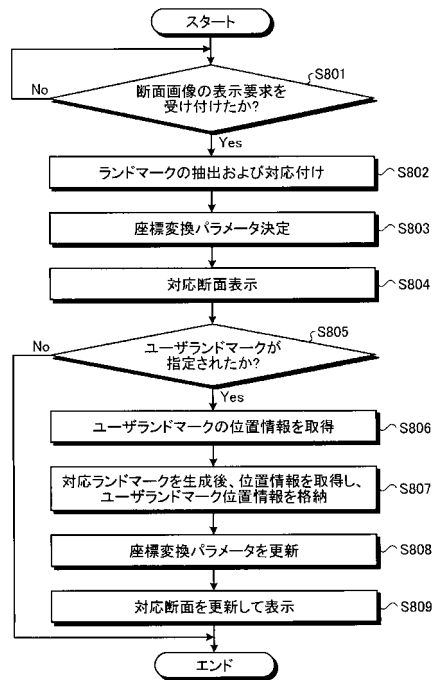 スタート
S801
断面画像の表示要求を
受け付けたか?
No
Yes
ランドマークの抽出および対応付け
S802
座標変換パラメータ決定
S803
対応断面表示
S804
S805
ユーザランドマークが
指定されたか?
No
Yes
ユーザランドマークの位置情報を取得
S806
対応ランドマークを生成後、位置情報を取得し、
ユーザランドマーク位置情報を格納
S807
座標変換パラメータを更新
S808
対応断面を更新して表示
S809
エンド